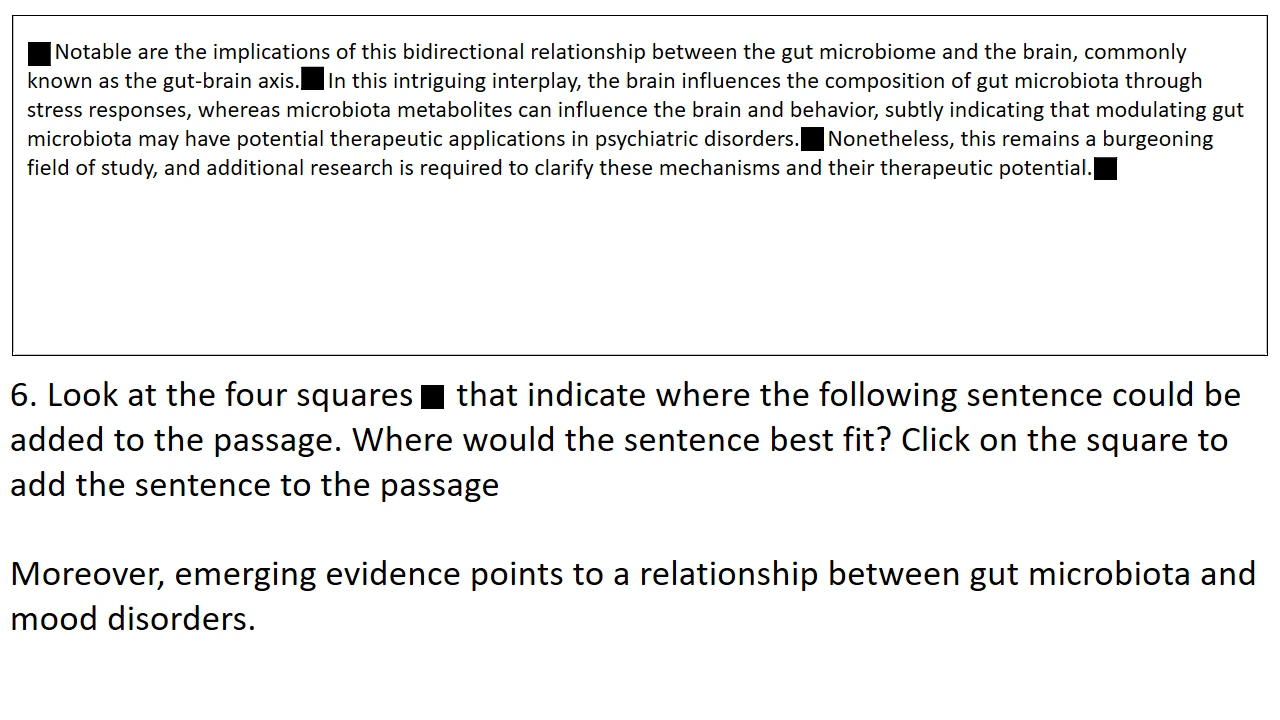 ■ Notable are the implications of this bidirectional relationship between the gut microbiome and the brain, commonly
known as the gut-brain axis.■ In this intriguing interplay, the brain influences the composition of gut microbiota through
stress responses, whereas microbiota metabolites can influence the brain and behavior, subtly indicating that modulating gut
microbiota may have potential therapeutic applications in psychiatric disorders.■ Nonetheless, this remains a burgeoning
field of study, and additional research is required to clarify these mechanisms and their therapeutic potential.■
6. Look at the four squares ■ that indicate where the following sentence could be
added to the passage. Where would the sentence best fit? Click on the square to
add the sentence to the passage
Moreover, emerging evidence points to a relationship between gut microbiota and
mood disorders.